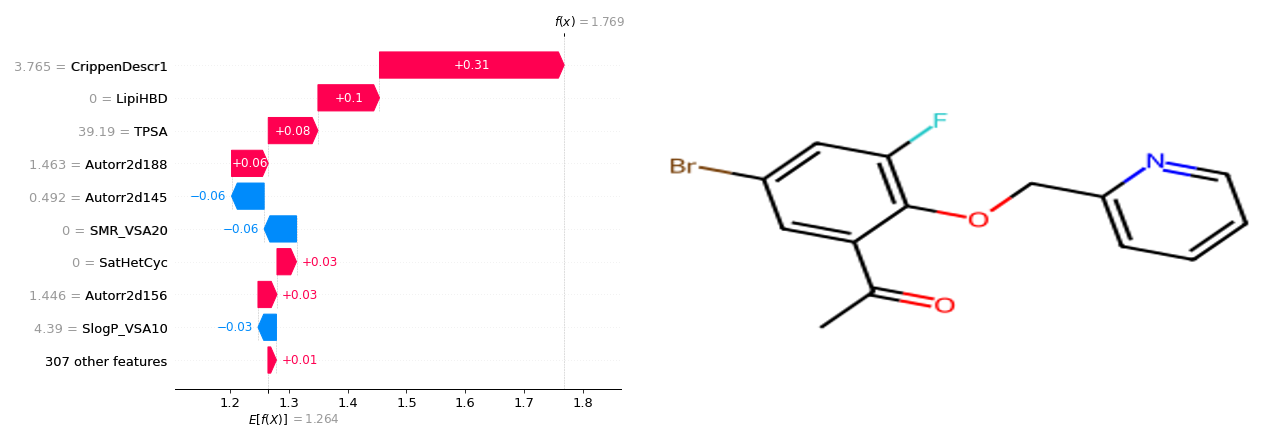 f(x) = 1.769
3.765 = CrippenDescr1
+0.31
0 = LipiHBD
+0.1
39.19 = TPSA
+0.08
1.463 = Autorr2d188
+0.06
0.492 = Autorr2d145
−0.06
0 = SMR_VSA20
−0.06
0 = SatHetCyc
+0.03
1.446 = Autorr2d156
+0.03
4.39 = SlogP_VSA10
−0.03
307 other features
+0.01
1.2 1.3 1.4 1.5 1.6 1.7 1.8
E[f(X)] = 1.264
F
Br
N
O
O